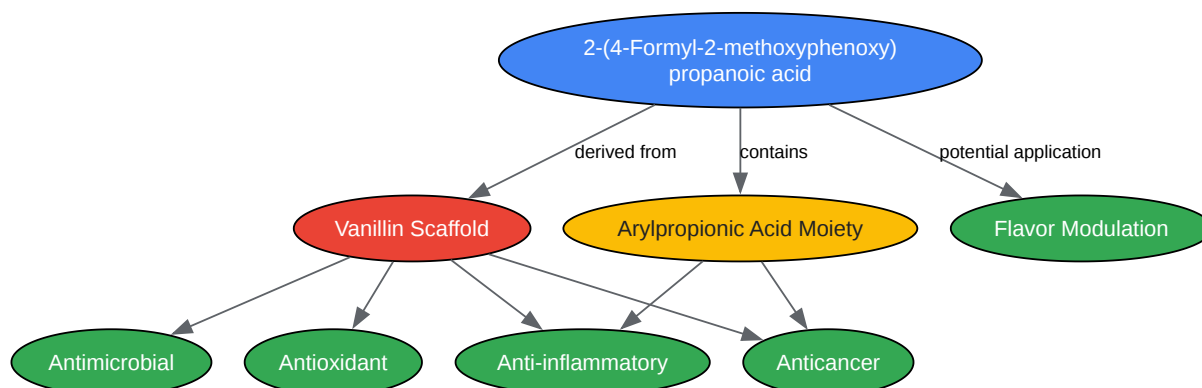 2-(4-Formyl-2-methoxyphenoxy)
propanoic acid
derived from
contains
potential application
Vanillin Scaffold
Arylpropionic Acid Moiety
Flavor Modulation
Antimicrobial
Antioxidant
Anti-inflammatory
Anticancer